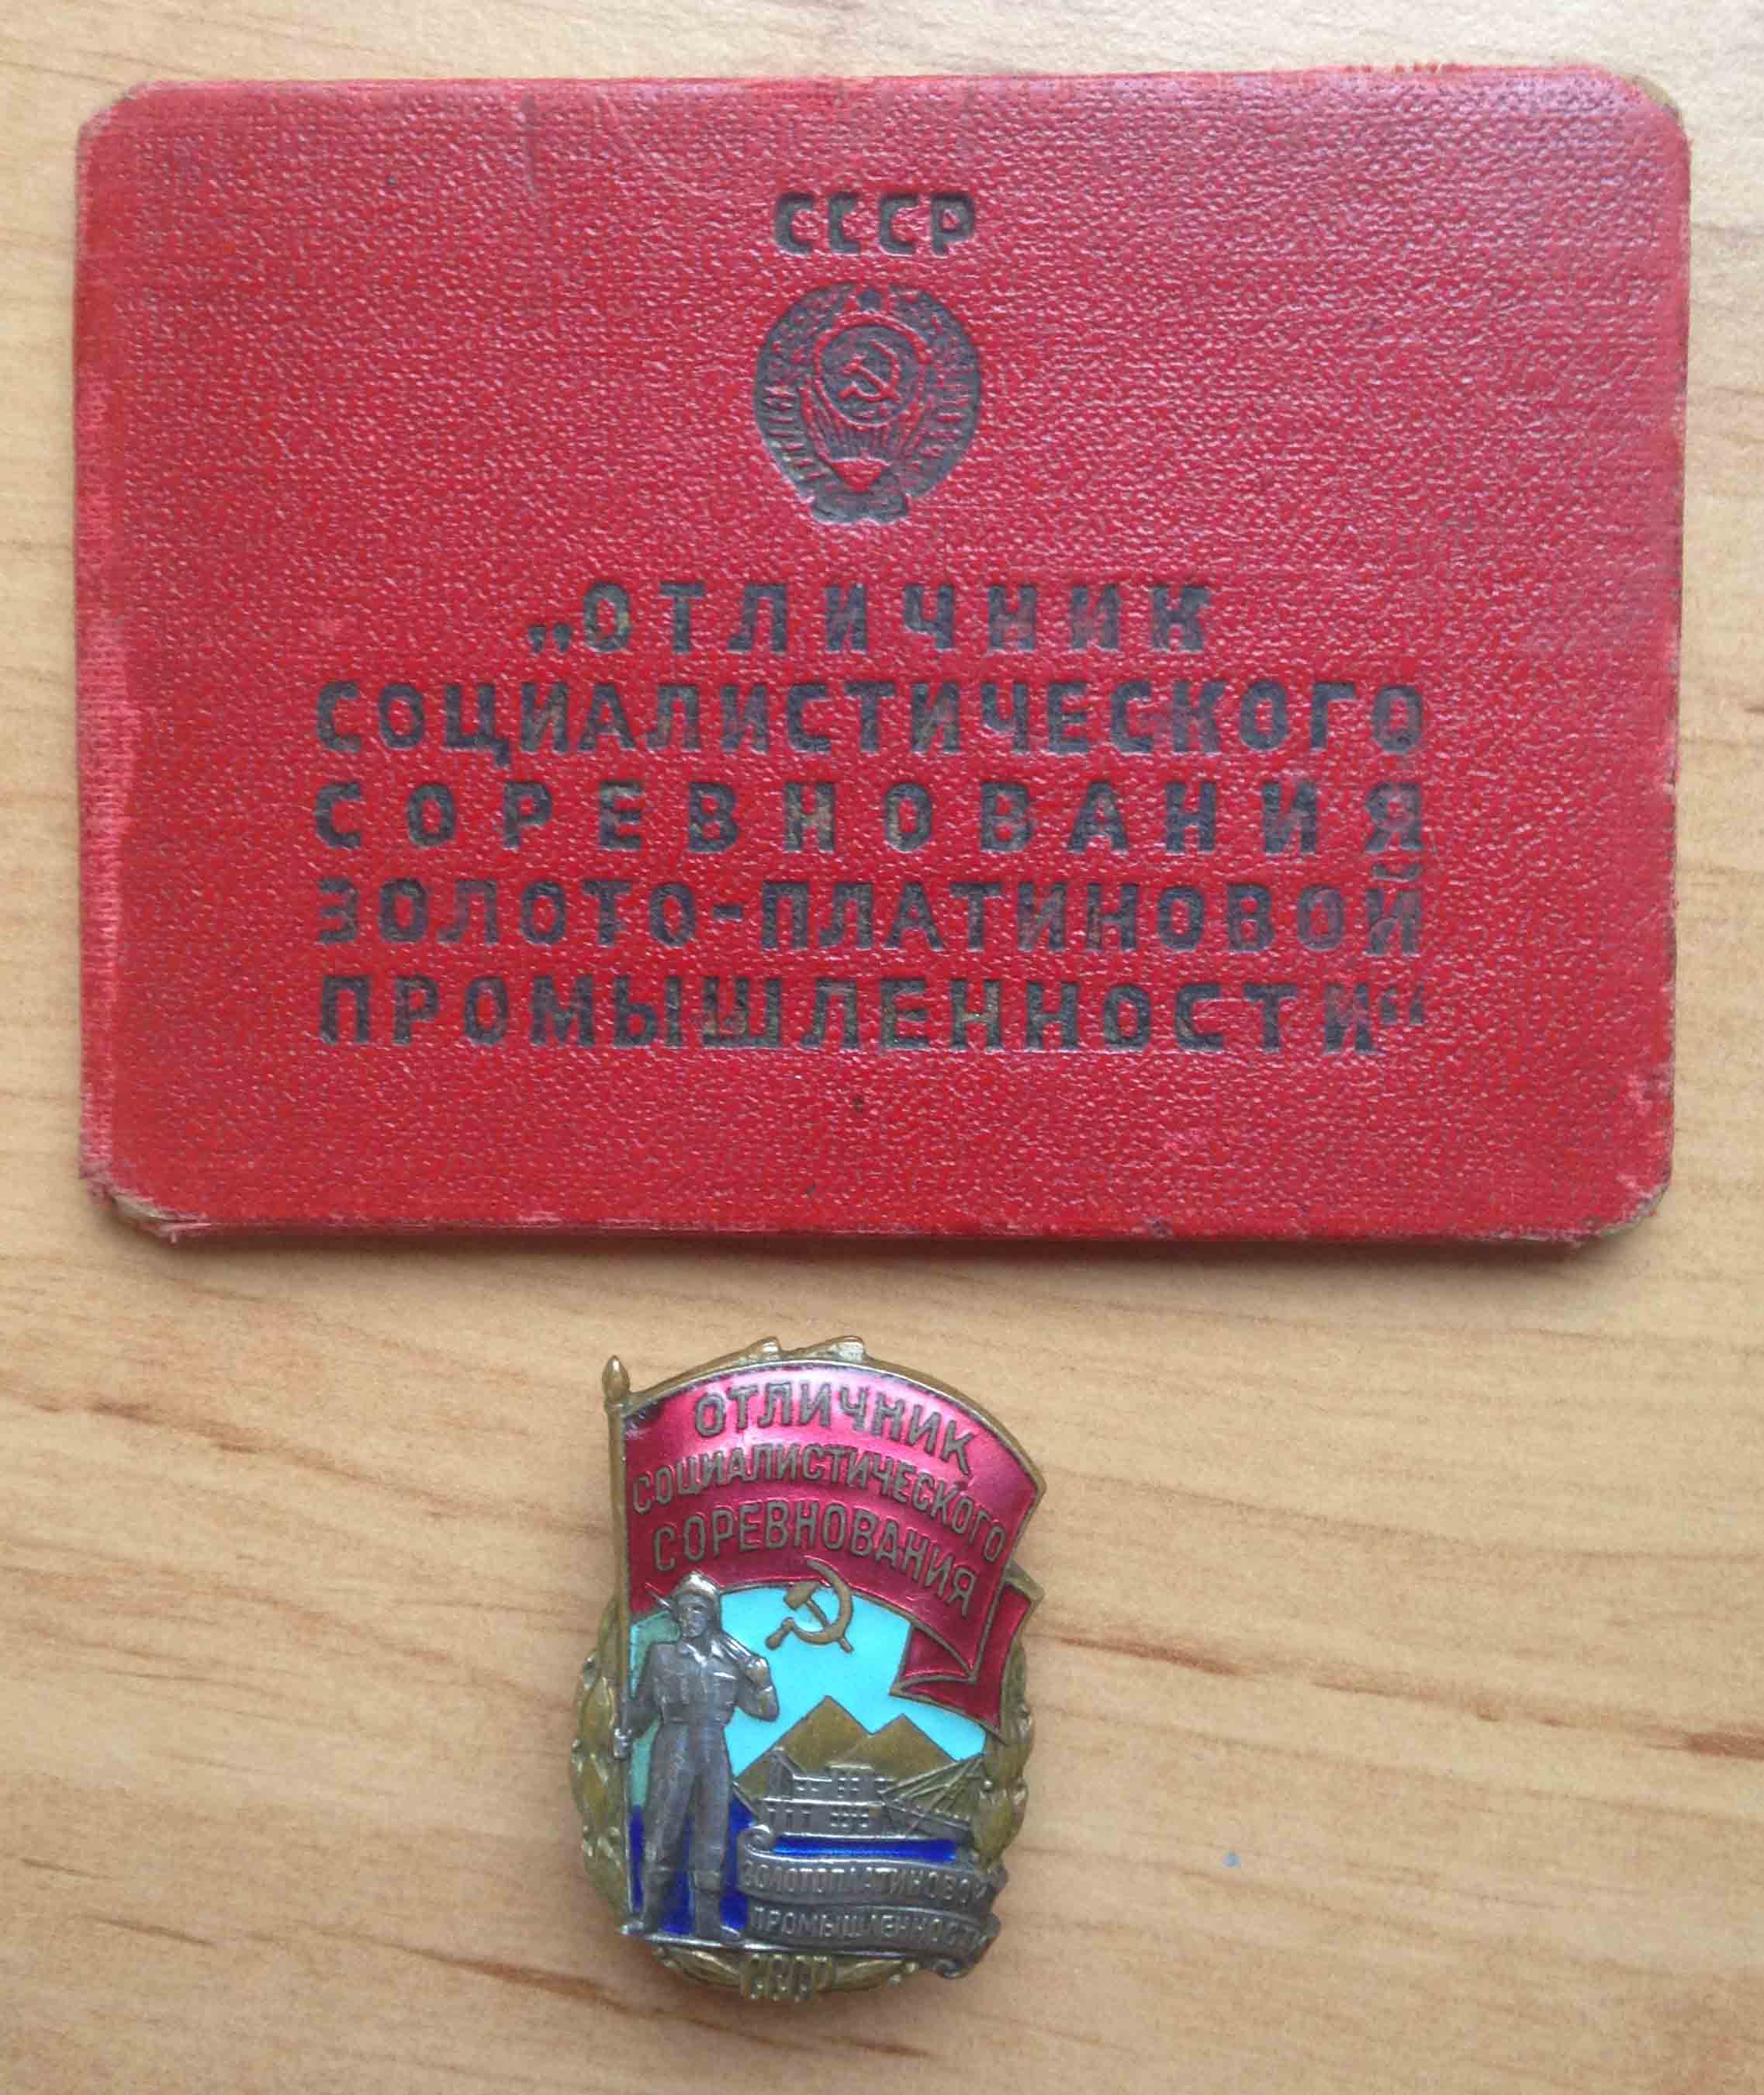 СССР
„ОТЛИЧНИК
СОЦИАЛИСТИЧЕСКОГО
СОРЕВНОВАНИЯ
ЗОЛОТО-ПЛАТИНОВОЙ
ПРОМЫШЛЕННОСТИ“
ОТЛИЧНИК
СОЦИАЛИСТИЧЕСКОГО
СОРЕВНОВАНИЯ
ЗОЛОТОПЛАТИНОВОЙ
ПРОМЫШЛЕННОСТИ
СССР